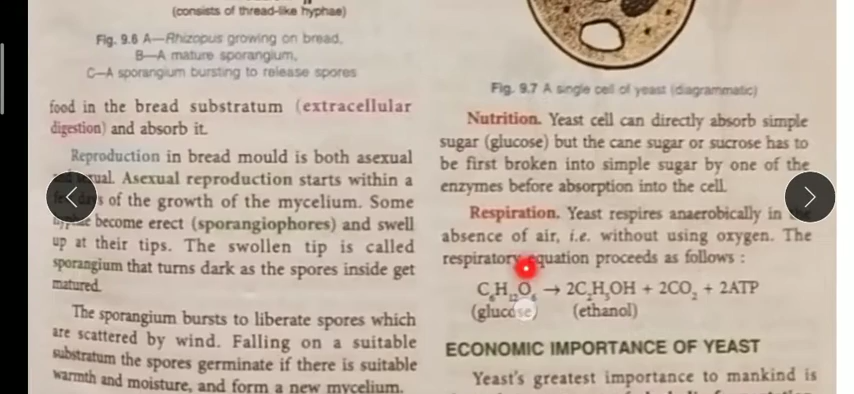 (consists of thread-like hyphae)
Fig. 9.6 A—Rhizopus growing on bread,
B—A mature sporangium,
C—A sporangium bursting to release spores
food in the bread substratum (extracellular
digestion) and absorb it.
Reproduction in bread mould is both asexual
Asexual reproduction starts within a
of the growth of the mycelium. Some
become erect (sporangiophores) and swell
up at their tips. The swollen tip is called
sporangium that turns dark as the spores inside get
matured.
The sporangium bursts to liberate spores which
are scattered by wind. Falling on a suitable
substratum the spores germinate if there is suitable
warmth and moisture, and form a new mycelium.
Fig. 9.7 A single cell of yeast (diagrammatic)
Nutrition. Yeast cell can directly absorb simple
sugar (glucose) but the cane sugar or sucrose has to
be first broken into simple sugar by one of the
enzymes before absorption into the cell.
Respiration. Yeast respires anaerobically in
absence of air, i.e. without using oxygen. The
respiratory equation proceeds as follows :
C₆H₁₂O₆ → 2C₂H₅OH + 2CO₂ + 2ATP
(glucose) (ethanol)
ECONOMIC IMPORTANCE OF YEAST
Yeast's greatest importance to mankind is